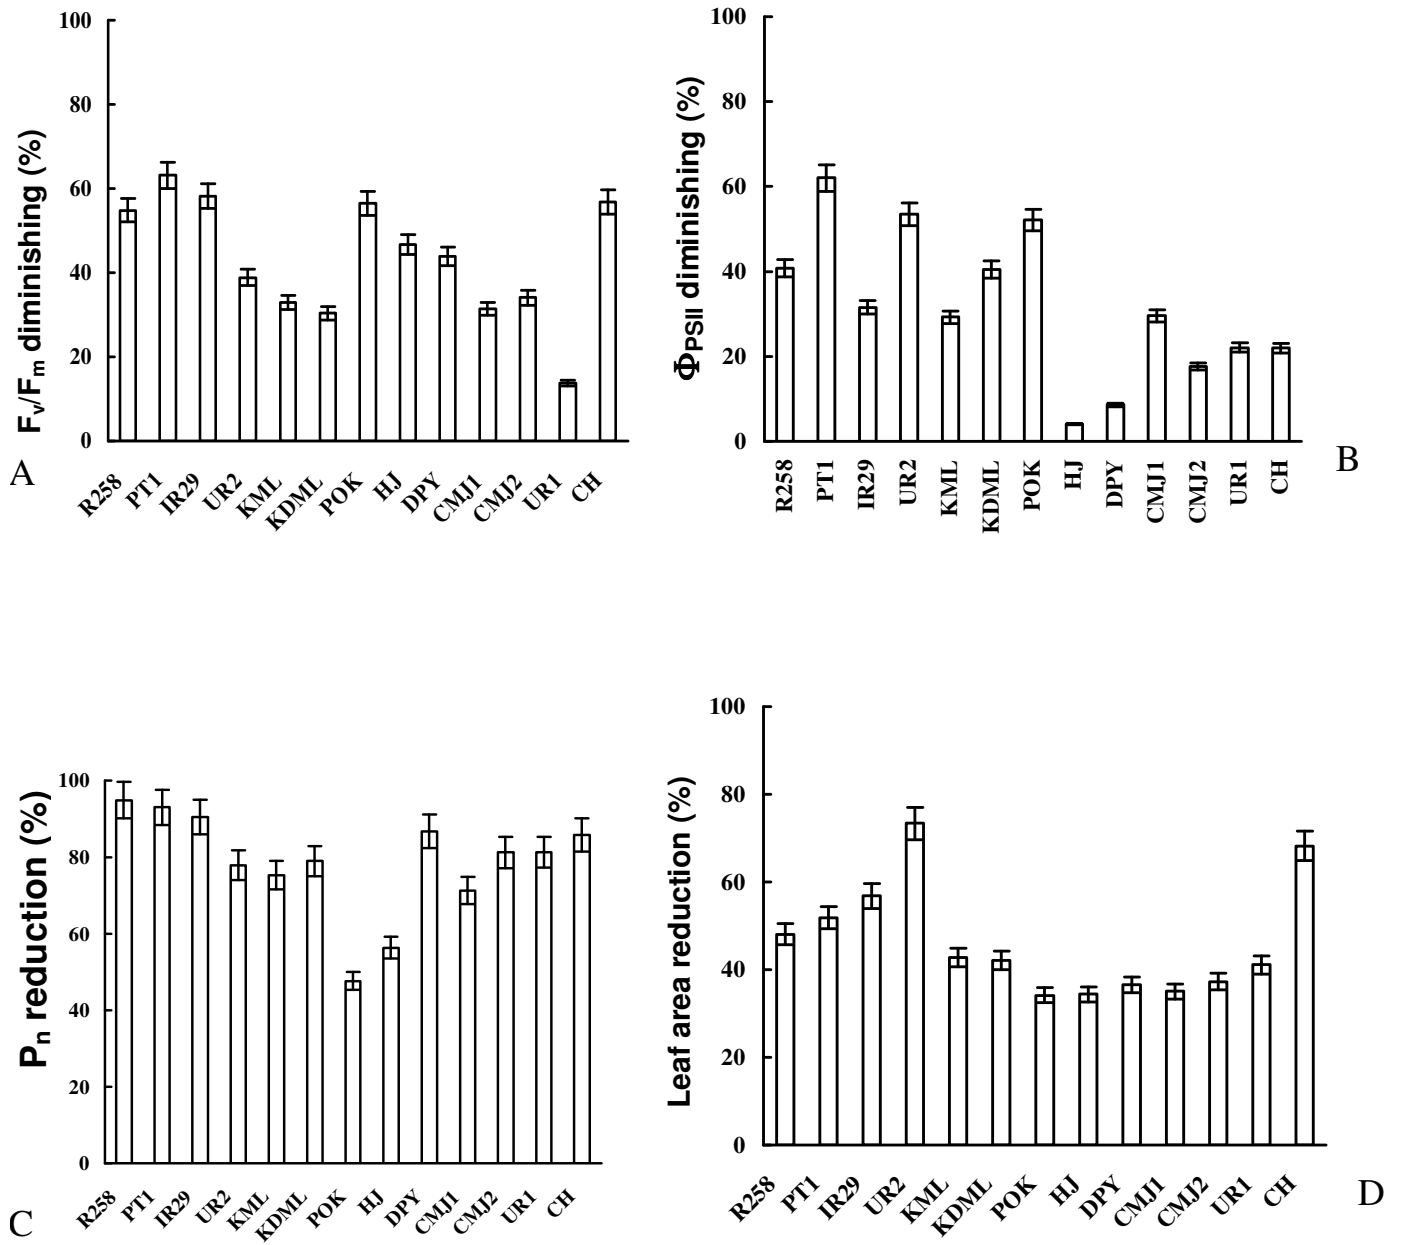 100
80
60
40
20
0
Fv/Fm diminishing (%)
R258 PT1 IR29 UR2 KML KDML POK HJ DPY CMJ1 CMJ2 UR1 CH
A
100
80
60
40
20
0
ΦPSII diminishing (%)
R258 PT1 IR29 UR2 KML KDML POK HJ DPY CMJ1 CMJ2 UR1 CH
B
100
80
60
40
20
0
Pn reduction (%)
R258 PT1 IR29 UR2 KML KDML POK HJ DPY CMJ1 CMJ2 UR1 CH
C
100
80
60
40
20
0
Leaf area reduction (%)
R258 PT1 IR29 UR2 KML KDML POK HJ DPY CMJ1 CMJ2 UR1 CH
D